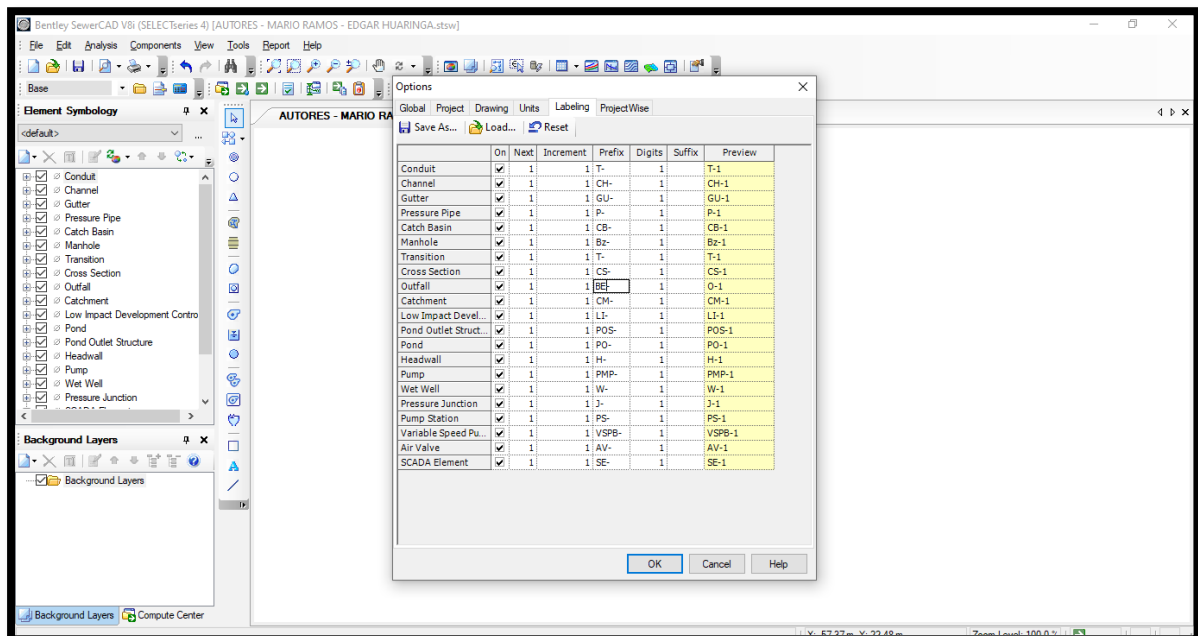 Bentley SewerCAD V8i (SELECTseries 4) [AUTORES - MARIO RAMOS - EDGAR HUARINGA.stsw]
File Edit Analysis Components View Tools Report Help
Base
Element Symbology
<default>
Conduit
Channel
Gutter
Pressure Pipe
Catch Basin
Manhole
Transition
Cross Section
Outfall
Catchment
Low Impact Development Contro
Pond
Pond Outlet Structure
Headwall
Pump
Wet Well
Pressure Junction
Background Layers
Background Layers
Background Layers Compute Center
AUTORES - MARIO RA
Options
Global Project Drawing Units Labeling ProjectWise
Save As... Load... Reset
On Next Increment Prefix Digits Suffix Preview
Conduit 1 1 T- 1 T-1
Channel 1 1 CH- 1 CH-1
Gutter 1 1 GU- 1 GU-1
Pressure Pipe 1 1 P- 1 P-1
Catch Basin 1 1 CB- 1 CB-1
Manhole 1 1 Bz- 1 Bz-1
Transition 1 1 T- 1 T-1
Cross Section 1 1 CS- 1 CS-1
Outfall 1 1 BE- 1 O-1
Catchment 1 1 CM- 1 CM-1
Low Impact Devel... 1 1 LI- 1 LI-1
Pond Outlet Struct... 1 1 POS- 1 POS-1
Pond 1 1 PO- 1 PO-1
Headwall 1 1 H- 1 H-1
Pump 1 1 PMP- 1 PMP-1
Wet Well 1 1 W- 1 W-1
Pressure Junction 1 1 J- 1 J-1
Pump Station 1 1 PS- 1 PS-1
Variable Speed Pu... 1 1 VSPB- 1 VSPB-1
Air Valve 1 1 AV- 1 AV-1
SCADA Element 1 1 SE- 1 SE-1
OK Cancel Help
X: 57.37 m, Y: 22.48 m Zoom Level: 100.0 %